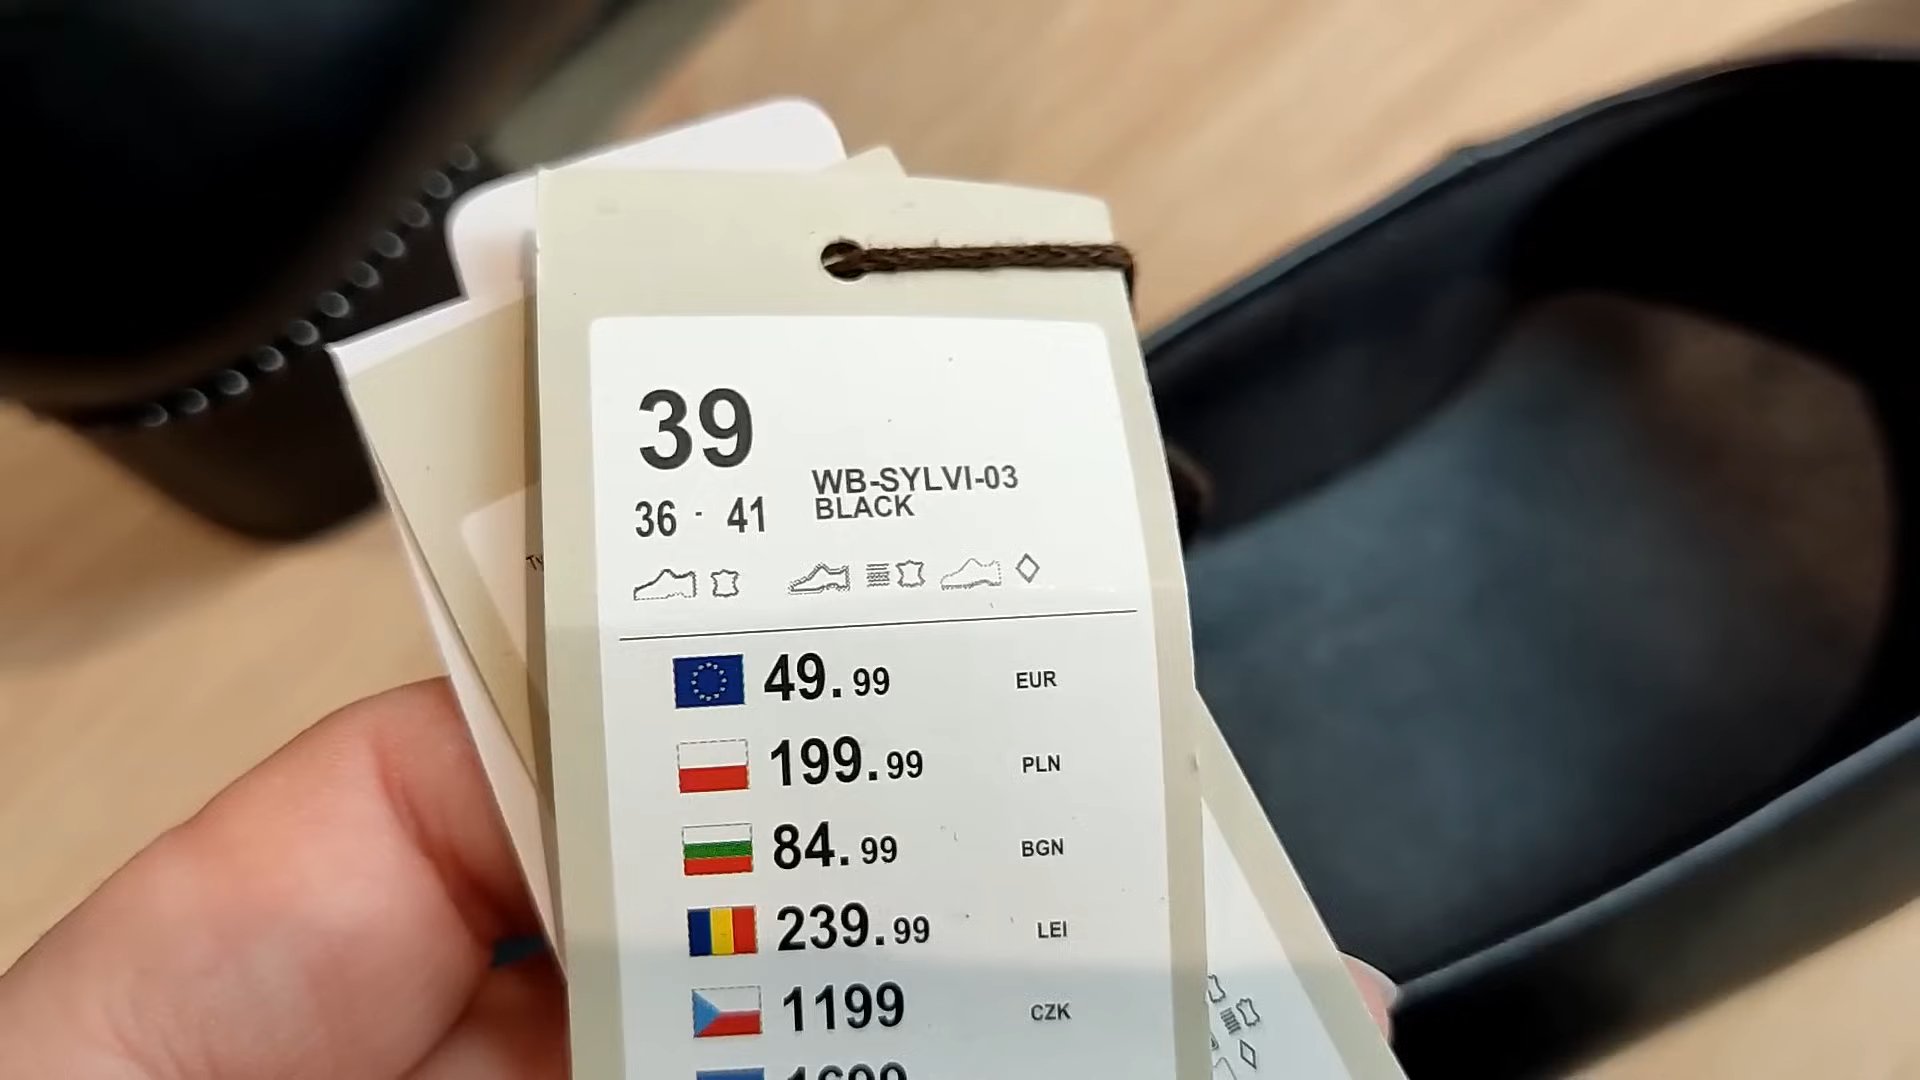 39
36 - 41
WB-SYLVI-03
BLACK
49.99 EUR
199.99 PLN
84.99 BGN
239.99 LEI
1199 CZK